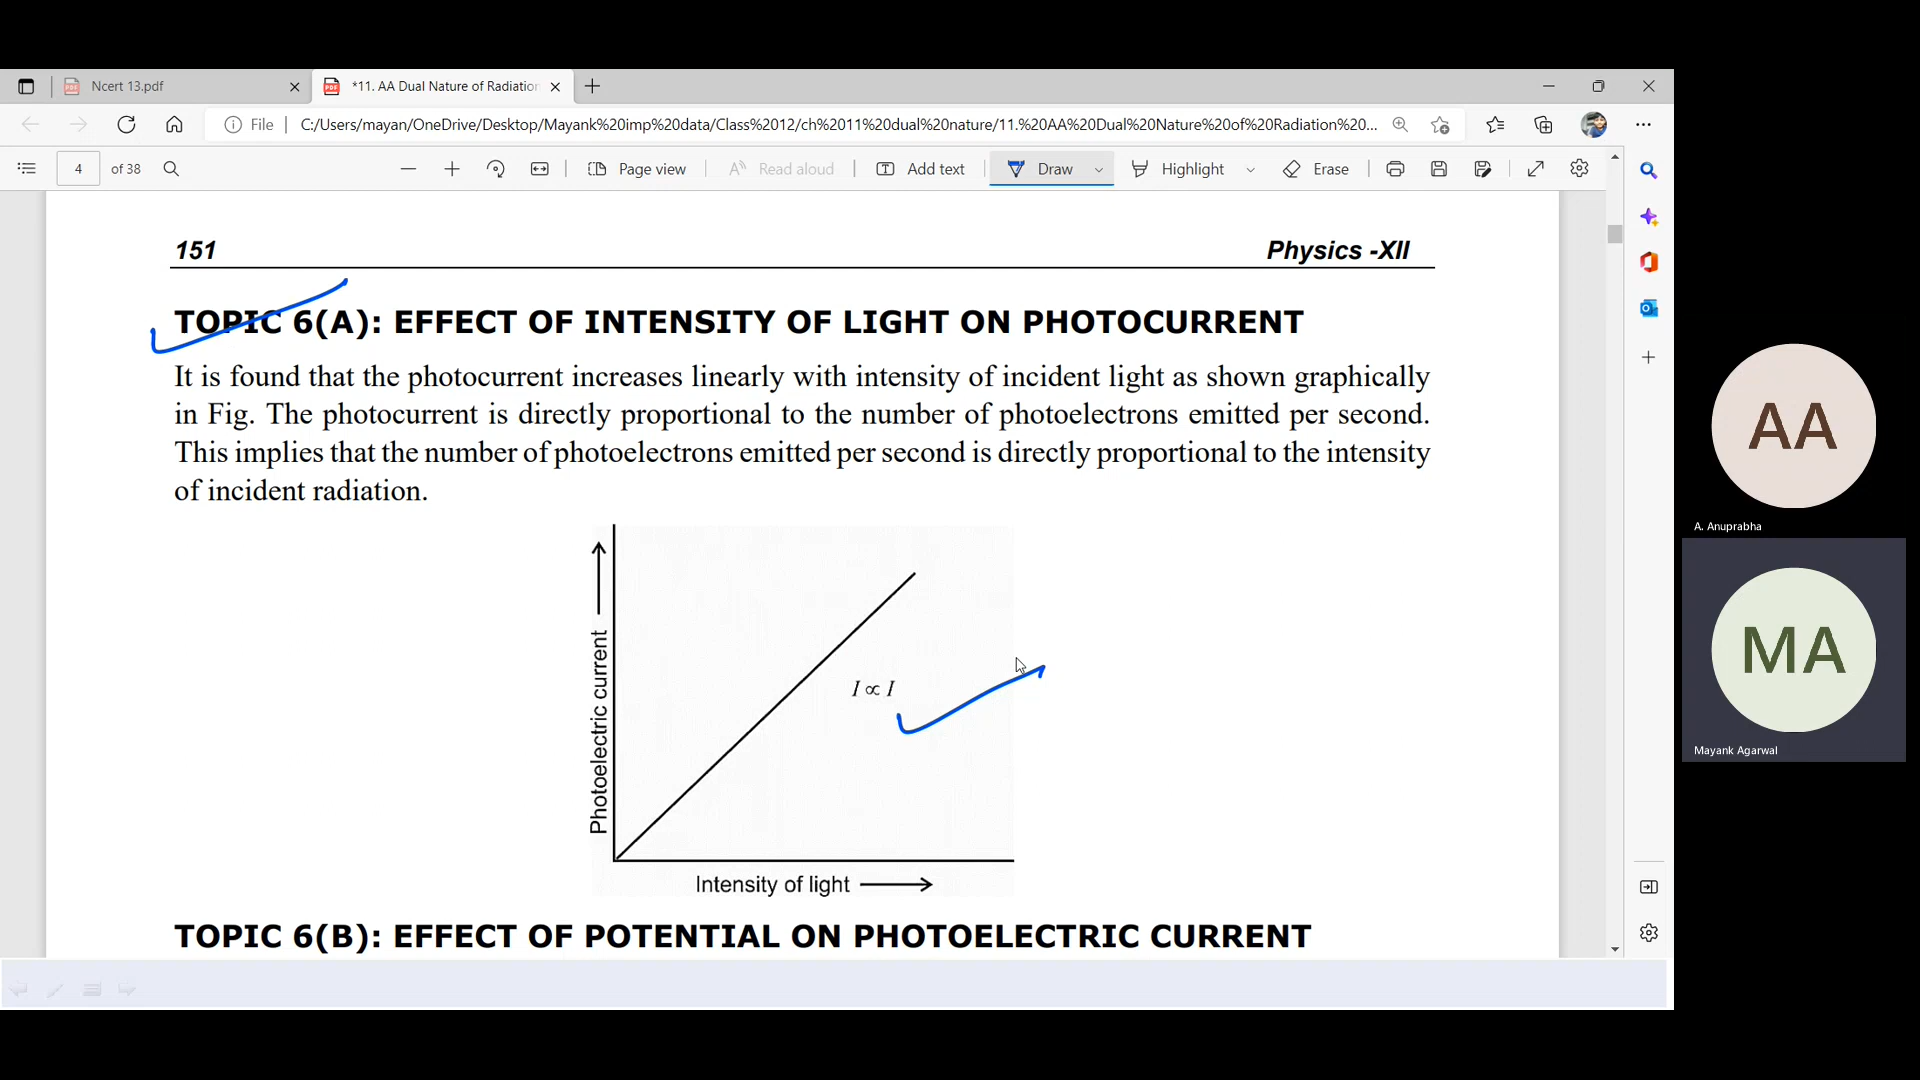 Ncert 13.pdf
*11. AA Dual Nature of Radiation
File
C:/Users/mayan/OneDrive/Desktop/Mayank%20imp%20data/Class%2012/ch%2011%20dual%20nature/11.%20AA%20Dual%20Nature%20of%20Radiation%20...
4 of 38
Page view
Read aloud
Add text
Draw
Highlight
Erase
151 Physics -XII
TOPIC 6(A): EFFECT OF INTENSITY OF LIGHT ON PHOTOCURRENT
It is found that the photocurrent increases linearly with intensity of incident light as shown graphically
in Fig. The photocurrent is directly proportional to the number of photoelectrons emitted per second.
This implies that the number of photoelectrons emitted per second is directly proportional to the intensity
of incident radiation.
Photoelectric current
I ∝ I
Intensity of light
TOPIC 6(B): EFFECT OF POTENTIAL ON PHOTOELECTRIC CURRENT
AA
A. Anuprabha
MA
Mayank Agarwal